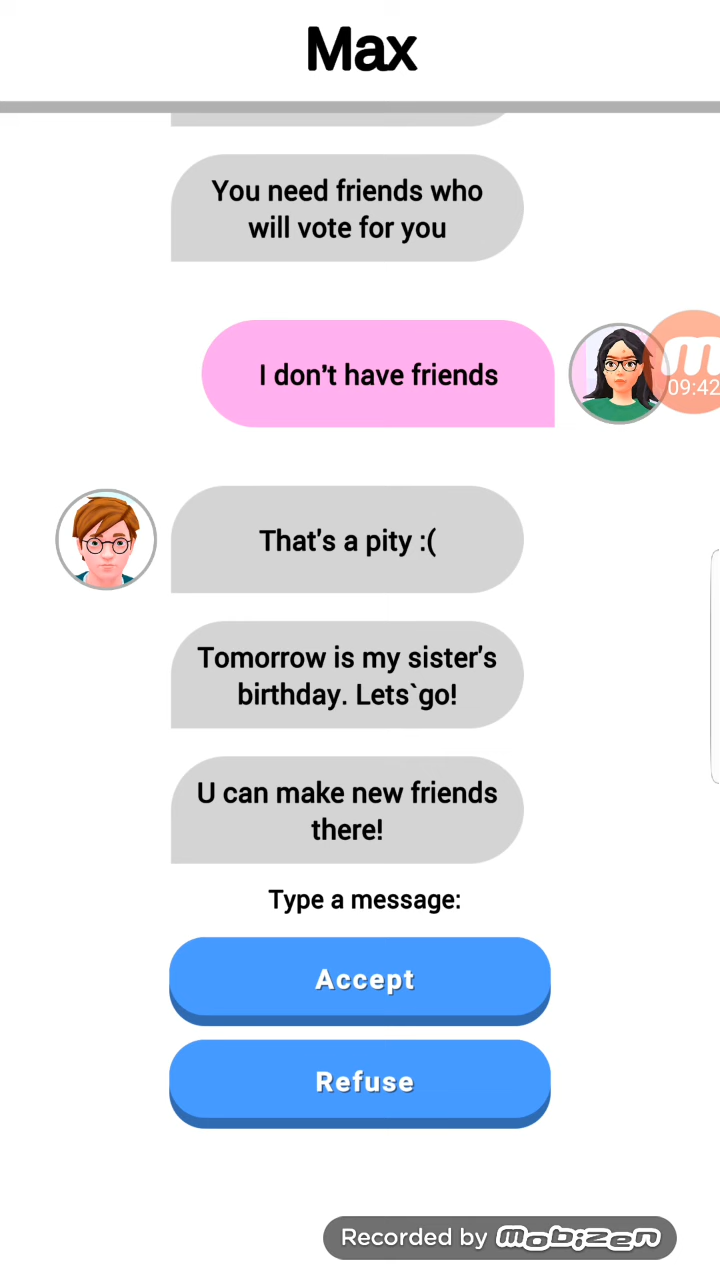 Max
You need friends who
will vote for you
I don't have friends
09:42
That's a pity :(
Tomorrow is my sister's
birthday. Lets`go!
U can make new friends
there!
Type a message:
Accept
Refuse
Recorded by mobizen